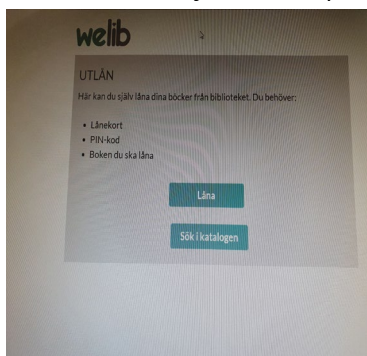 welib
UTLÅN
Här kan du själv låna dina böcker från biblioteket. Du behöver:
• Lånekort
• PIN-kod
• Boken du ska låna
Låna
Sök i katalogen